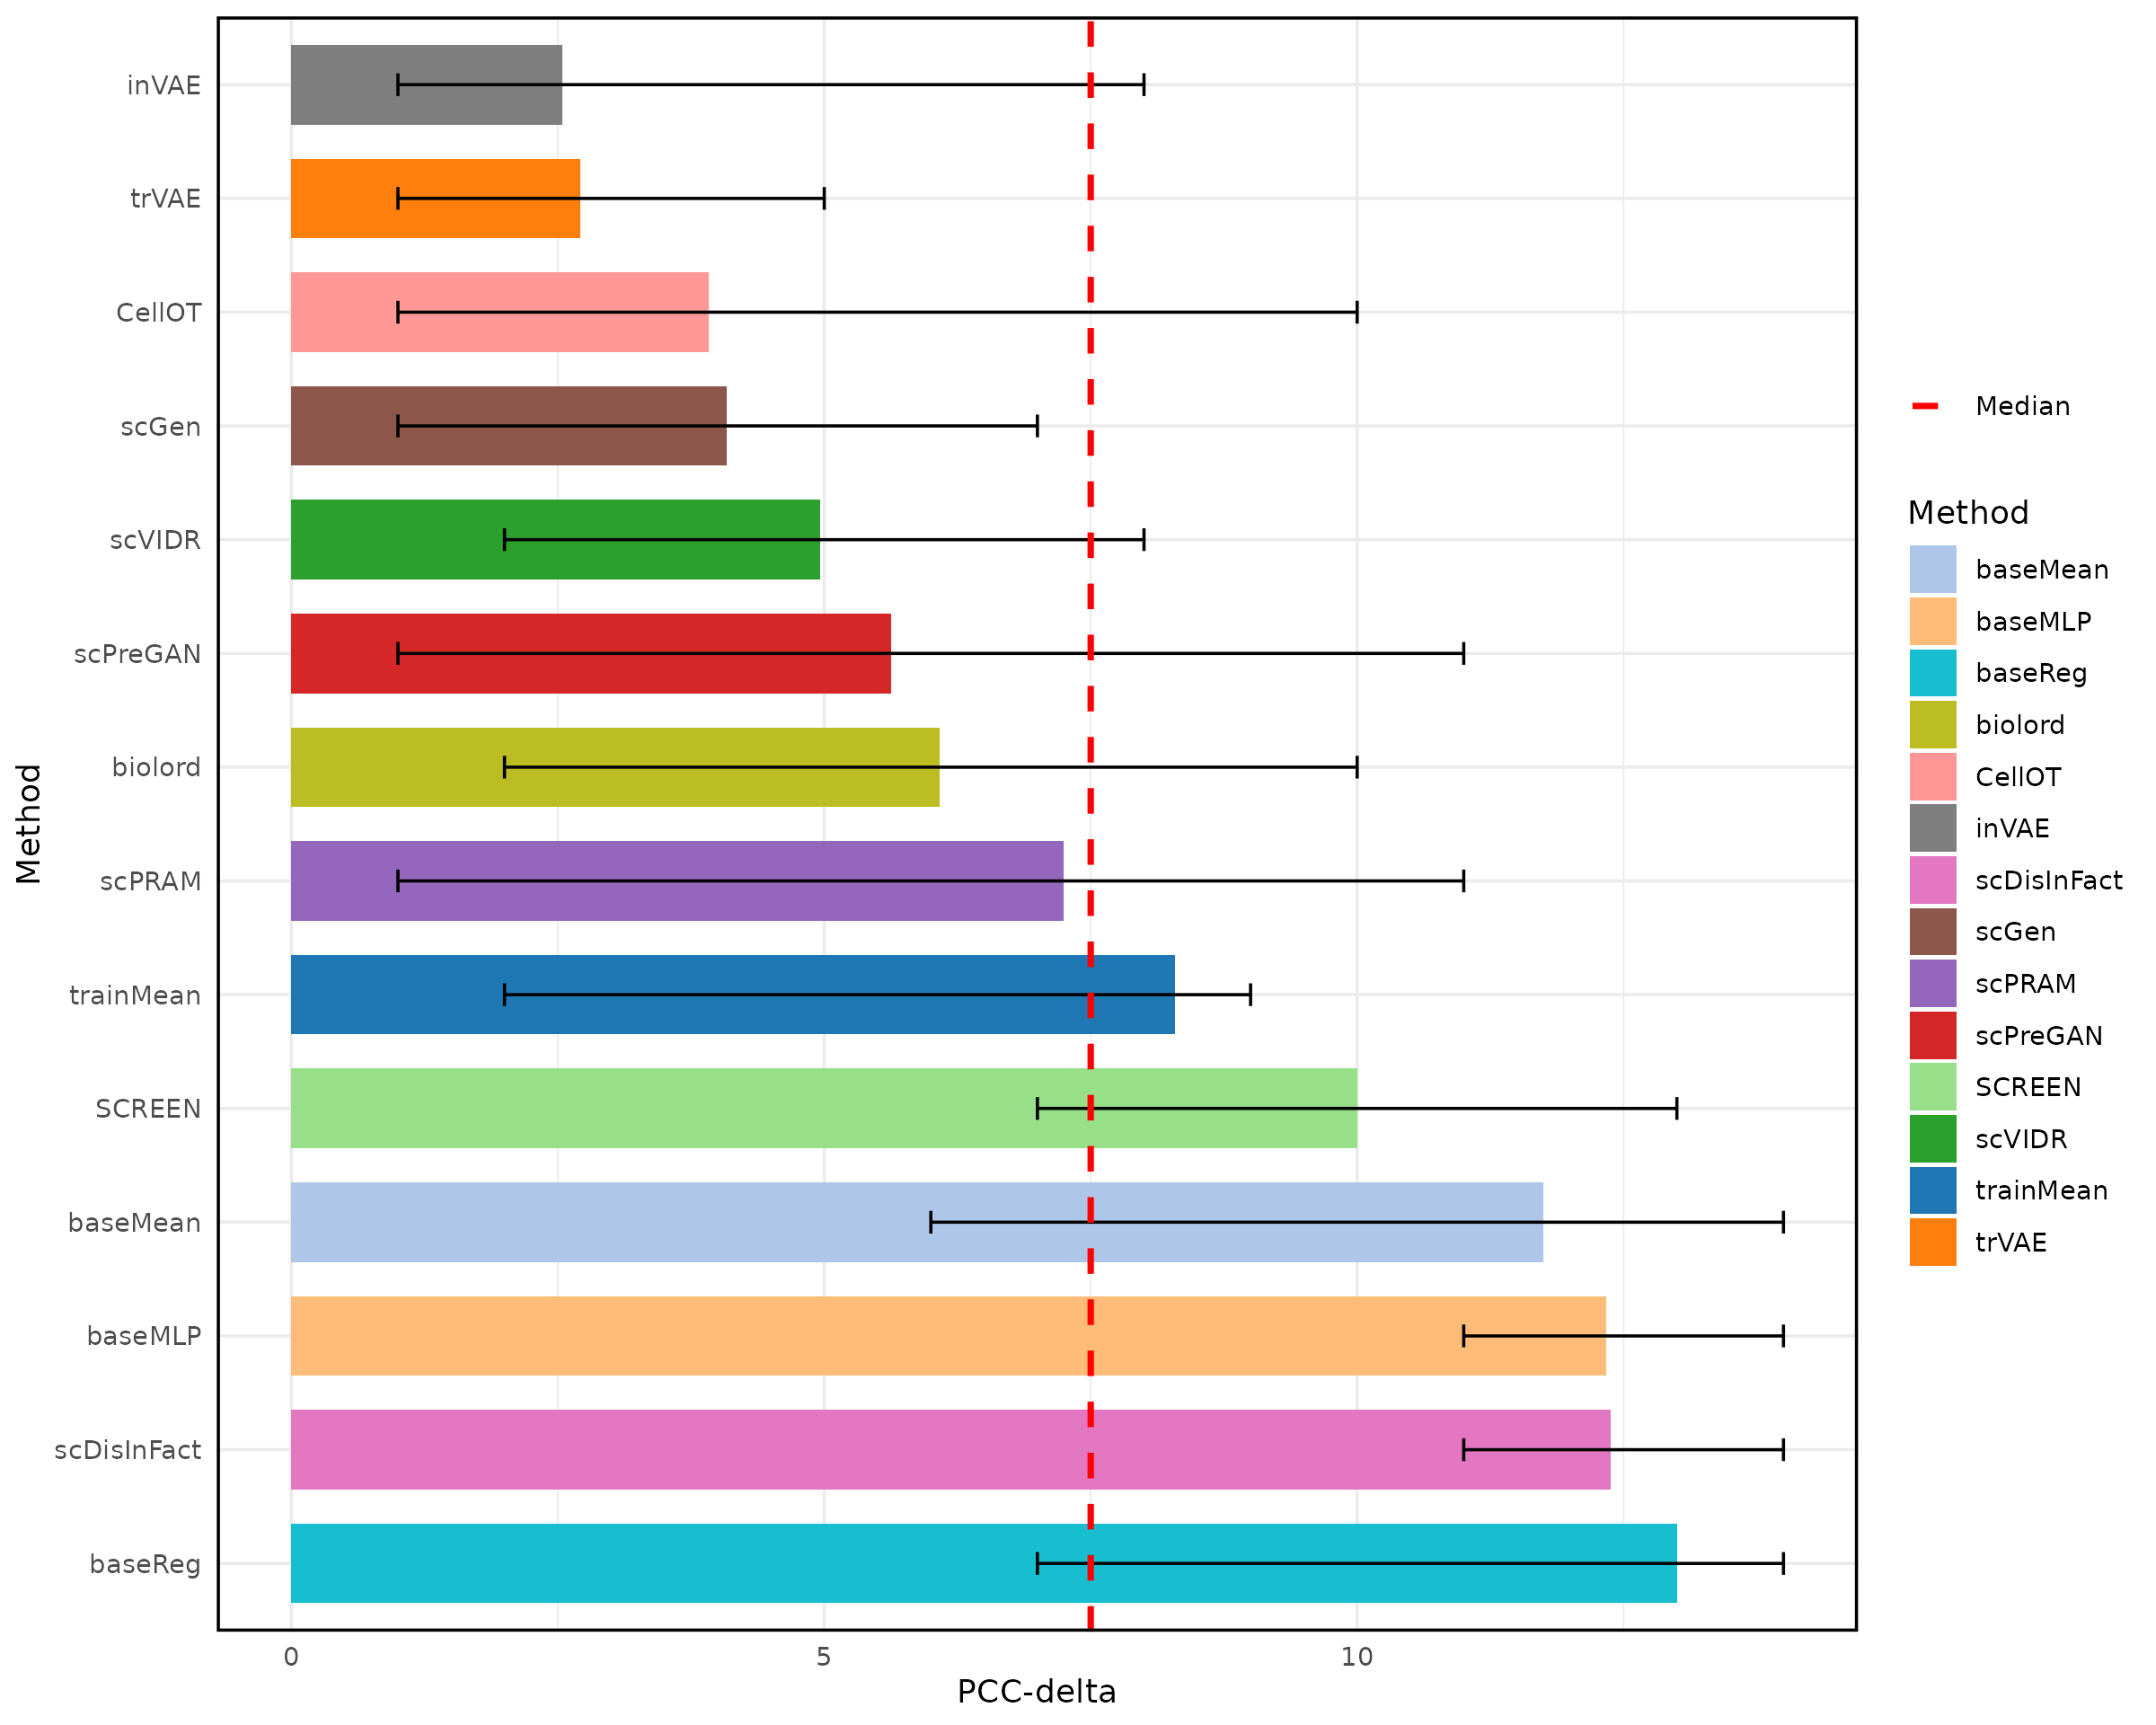 inVAE
trVAE
CellOT
scGen
scVIDR
scPreGAN
biolord
scPRAM
trainMean
SCREEN
baseMean
baseMLP
scDisInFact
baseReg
Method
0 5 10
PCC-delta
Median
Method
baseMean
baseMLP
baseReg
biolord
CellOT
inVAE
scDisInFact
scGen
scPRAM
scPreGAN
SCREEN
scVIDR
trainMean
trVAE